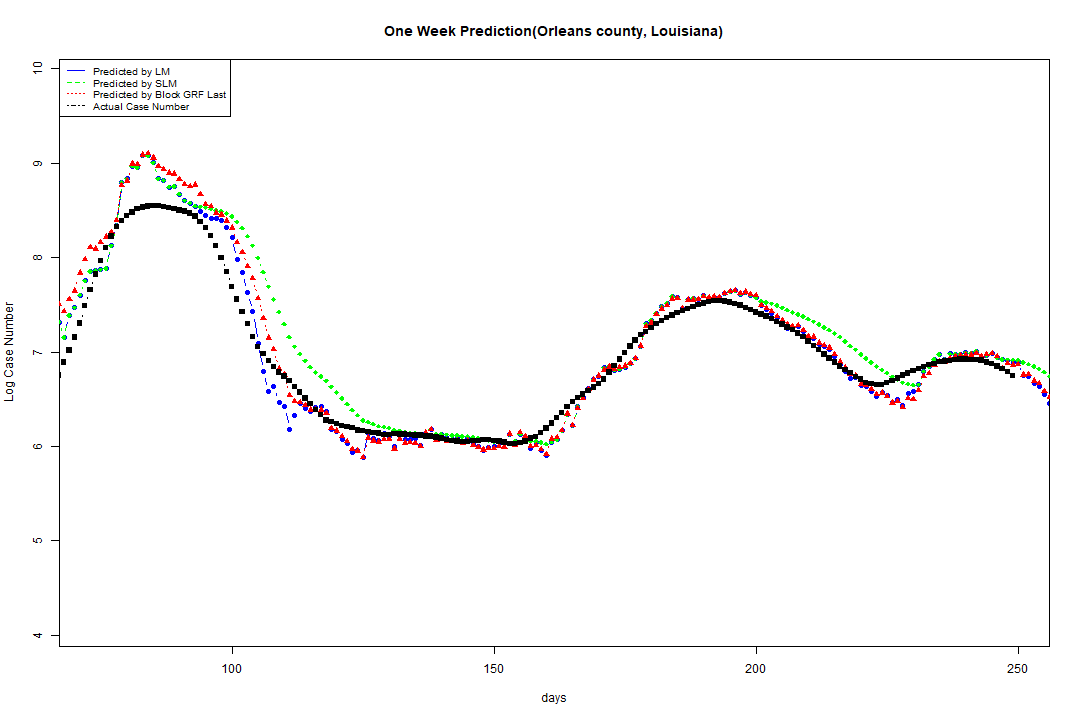 One Week Prediction(Orleans county, Louisiana)
Predicted by LM
Predicted by SLM
Predicted by Block GRF Last
Actual Case Number
Log Case Number
10
9
8
7
6
5
4
100 150 200 250
days